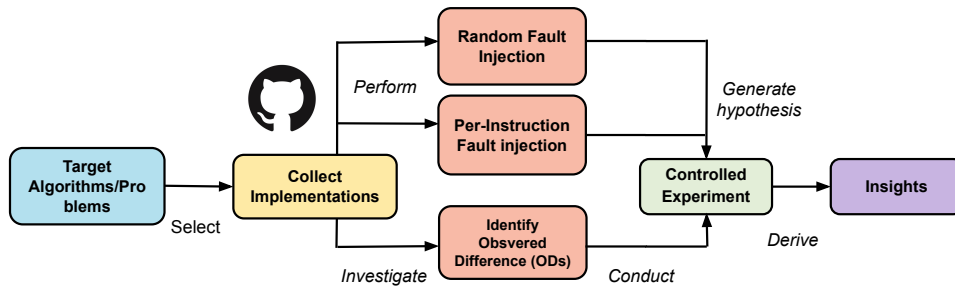 Random Fault
Injection
Perform
Generate
hypothesis
Per-Instruction
Fault injection
Target
Algorithms/Pro
blems
Collect
Implementations
Controlled
Experiment
Insights
Select
Identify
Obsvered
Difference (ODs)
Derive
Investigate
Conduct